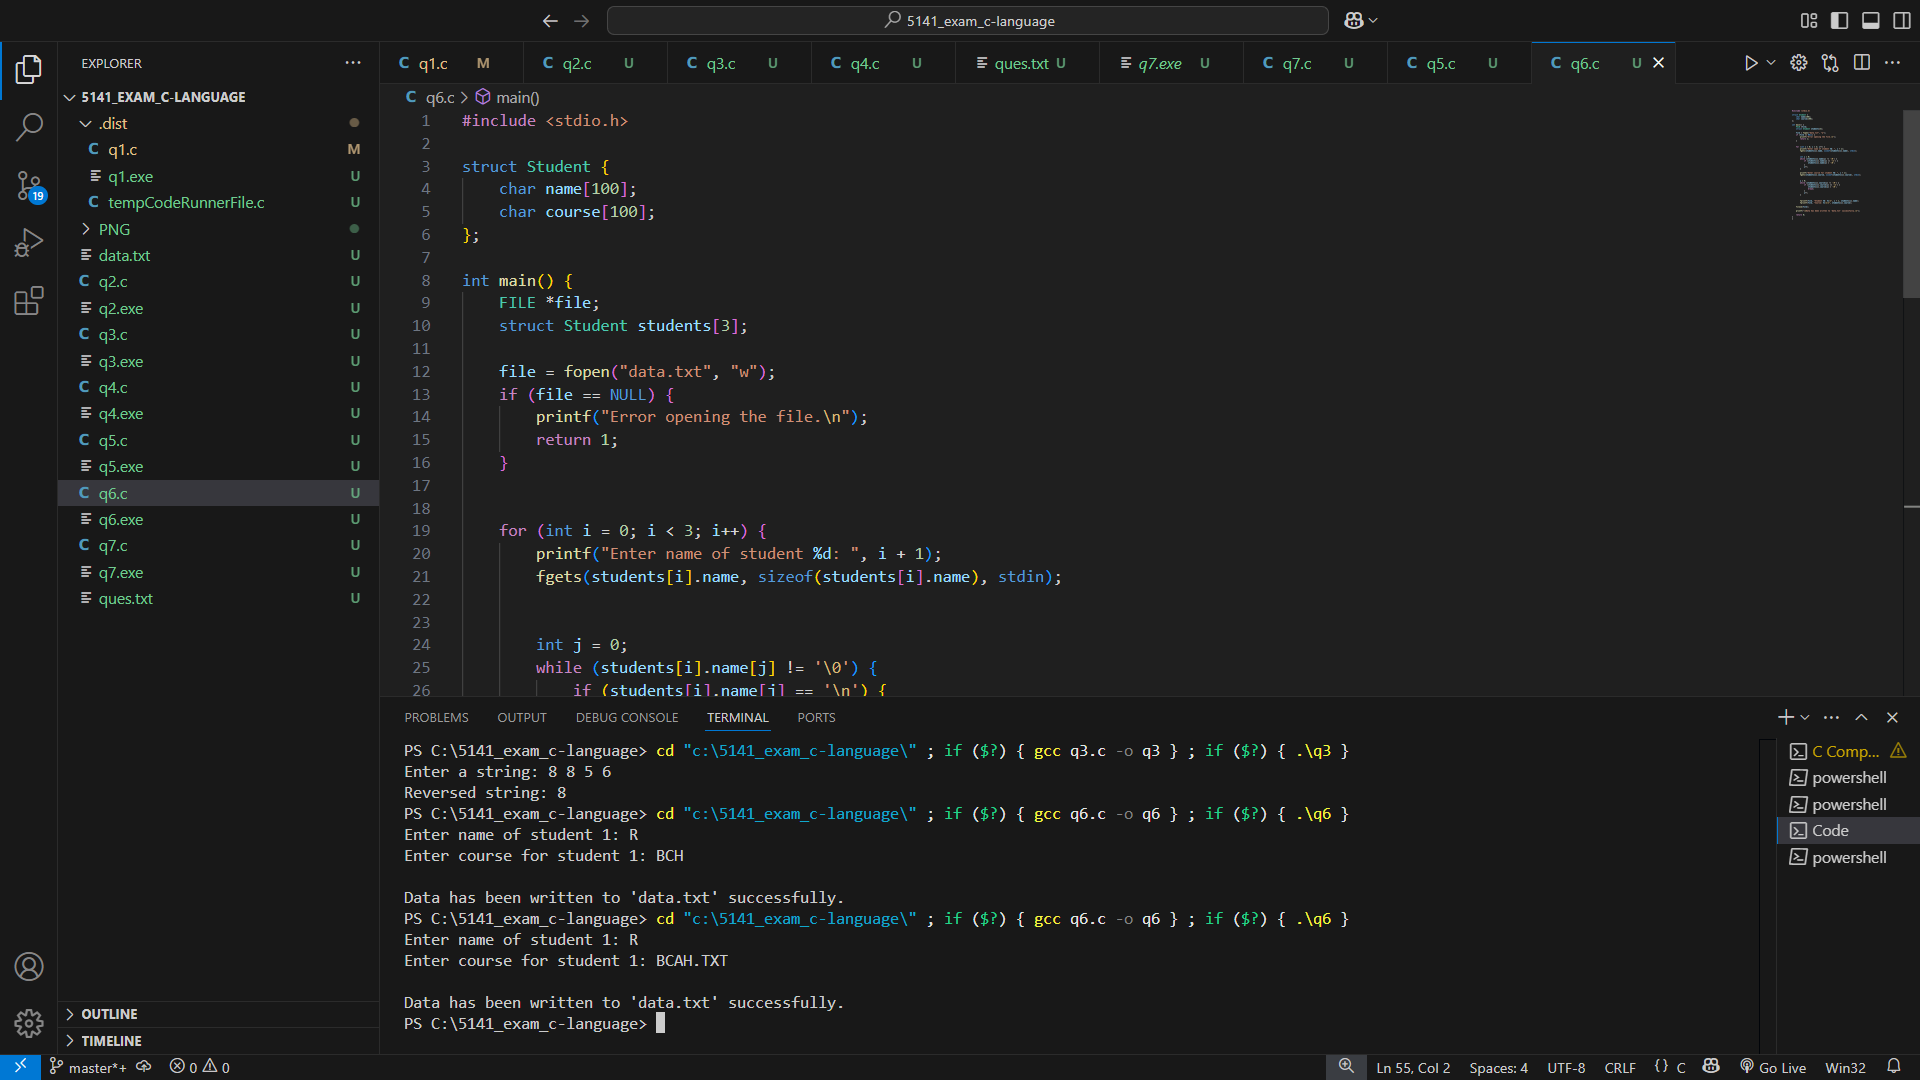 5141_exam_c-language
EXPLORER
5141_EXAM_C-LANGUAGE
.dist
q1.c M
q1.exe U
tempCodeRunnerFile.c U
PNG
data.txt U
q2.c U
q2.exe U
q3.c U
q3.exe U
q4.c U
q4.exe U
q5.c U
q5.exe U
q6.c U
q6.exe U
q7.c U
q7.exe U
ques.txt U
OUTLINE
TIMELINE
19
q1.c M q2.c U q3.c U q4.c U ques.txt U q7.exe U q7.c U q5.c U q6.c U
q6.c > main()
1 #include <stdio.h>
2
3 struct Student {
4 char name[100];
5 char course[100];
6 };
7
8 int main() {
9 FILE *file;
10 struct Student students[3];
11
12 file = fopen("data.txt", "w");
13 if (file == NULL) {
14 printf("Error opening the file.\n");
15 return 1;
16 }
17
18
19 for (int i = 0; i < 3; i++) {
20 printf("Enter name of student %d: ", i + 1);
21 fgets(students[i].name, sizeof(students[i].name), stdin);
22
23
24 int j = 0;
25 while (students[i].name[j] != '\0') {
26 if (students[i].name[j] == '\n') {
PROBLEMS OUTPUT DEBUG CONSOLE TERMINAL PORTS
PS C:\5141_exam_c-language> cd "c:\5141_exam_c-language\" ; if ($?) { gcc q3.c -o q3 } ; if ($?) { .\q3 }
Enter a string: 8 8 5 6
Reversed string: 8
PS C:\5141_exam_c-language> cd "c:\5141_exam_c-language\" ; if ($?) { gcc q6.c -o q6 } ; if ($?) { .\q6 }
Enter name of student 1: R
Enter course for student 1: BCH

Data has been written to 'data.txt' successfully.
PS C:\5141_exam_c-language> cd "c:\5141_exam_c-language\" ; if ($?) { gcc q6.c -o q6 } ; if ($?) { .\q6 }
Enter name of student 1: R
Enter course for student 1: BCAH.TXT

Data has been written to 'data.txt' successfully.
PS C:\5141_exam_c-language>
C Comp...
powershell
powershell
Code
powershell
master*+ 0 0 Ln 55, Col 2 Spaces: 4 UTF-8 CRLF {} C Go Live Win32